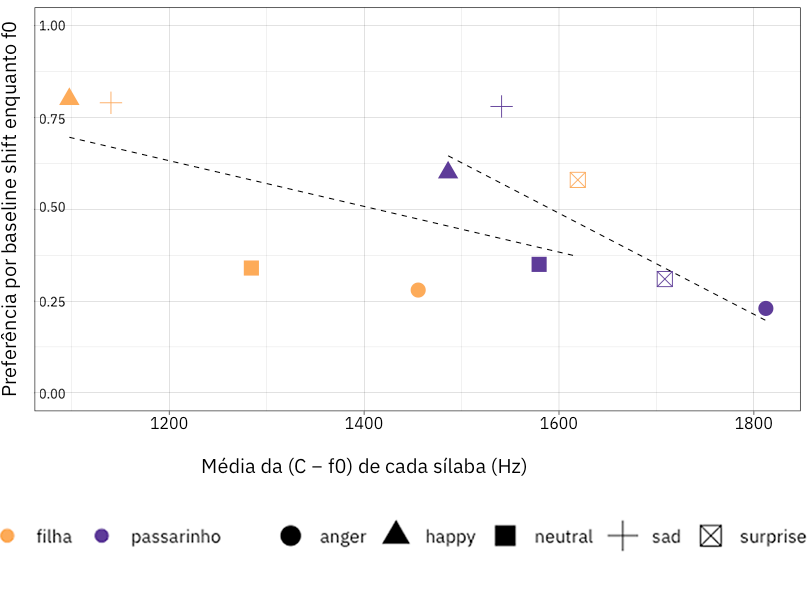 Preferência por baseline shift enquanto f0
1.00
0.75
0.50
0.25
0.00
1200 1400 1600 1800
Média da (C − f0) de cada sílaba (Hz)
filha passarinho anger happy neutral sad surprise